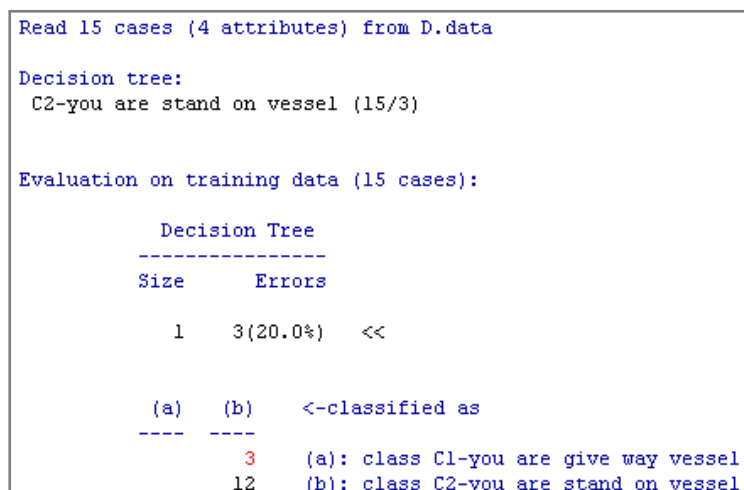 Read 15 cases (4 attributes) from D.data
Decision tree:
C2-you are stand on vessel (15/3)
Evaluation on training data (15 cases):
Decision Tree
----------------
Size Errors
1 3(20.0%) <<
(a) (b) <-classified as
---- ----
3 (a): class C1-you are give way vessel
12 (b): class C2-you are stand on vessel